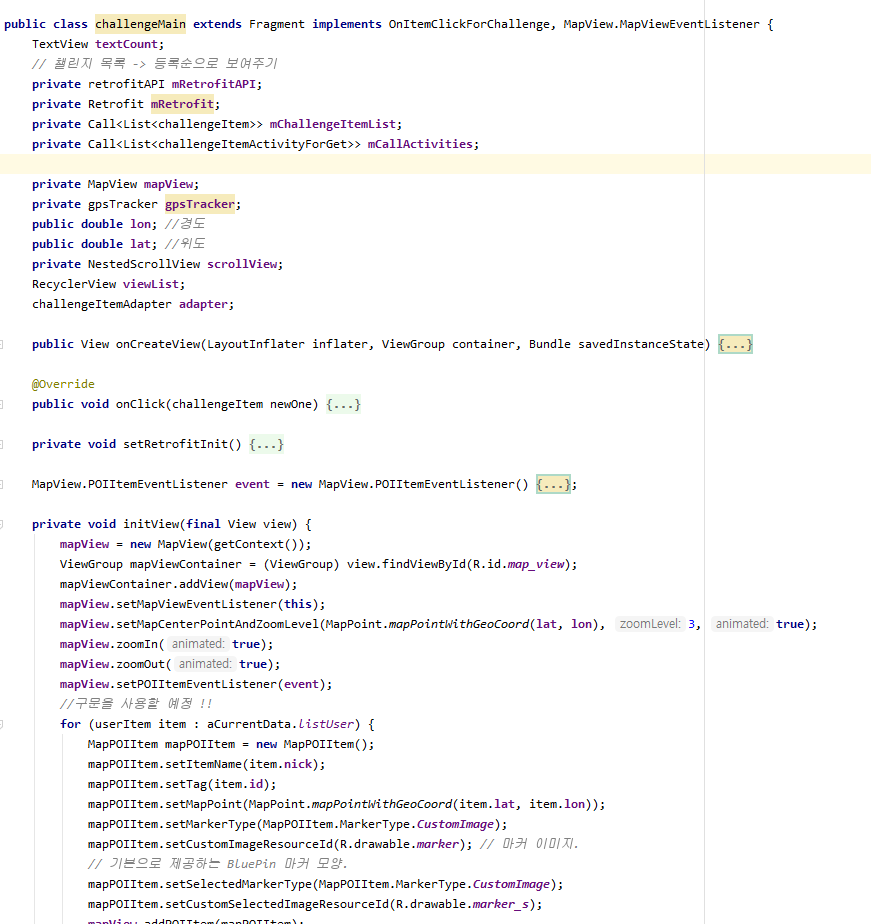 public class challengeMain extends Fragment implements OnItemClickForChallenge, MapView.MapViewEventListener {
TextView textCount;
// 챌린지 목록 -> 등록순으로 보여주기
private retrofitAPI mRetrofitAPI;
private Retrofit mRetrofit;
private Call<List<challengeItem>> mChallengeItemList;
private Call<List<challengeItemActivityForGet>> mCallActivities;
private MapView mapView;
private gpsTracker gpsTracker;
public double lon; //경도
public double lat; //위도
private NestedScrollView scrollView;
RecyclerView viewList;
challengeItemAdapter adapter;
public View onCreateView(LayoutInflater inflater, ViewGroup container, Bundle savedInstanceState) {...}
@Override
public void onClick(challengeItem newOne) {...}
private void setRetrofitInit() {...}
MapView.POIItemEventListener event = new MapView.POIItemEventListener() {...};
private void initView(final View view) {
mapView = new MapView(getContext());
ViewGroup mapViewContainer = (ViewGroup) view.findViewById(R.id.map_view);
mapViewContainer.addView(mapView);
mapView.setMapViewEventListener(this);
mapView.setMapCenterPointAndZoomLevel(MapPoint.mapPointWithGeoCoord(lat, lon), zoomLevel: 3, animated: true);
mapView.zoomIn( animated: true);
mapView.zoomOut( animated: true);
mapView.setPOIItemEventListener(event);
//구문을 사용할 예정 !!
for (userItem item : aCurrentData.listUser) {
MapPOIItem mapPOIItem = new MapPOIItem();
mapPOIItem.setItemName(item.nick);
mapPOIItem.setTag(item.id);
mapPOIItem.setMapPoint(MapPoint.mapPointWithGeoCoord(item.lat, item.lon));
mapPOIItem.setMarkerType(MapPOIItem.MarkerType.CustomImage);
mapPOIItem.setCustomImageResourceId(R.drawable.marker); // 마커 이미지.
// 기본으로 제공하는 BluePin 마커 모양.
mapPOIItem.setSelectedMarkerType(MapPOIItem.MarkerType.CustomImage);
mapPOIItem.setCustomSelectedImageResourceId(R.drawable.marker_s);
mapView.addPOIItem(mapPOIItem);